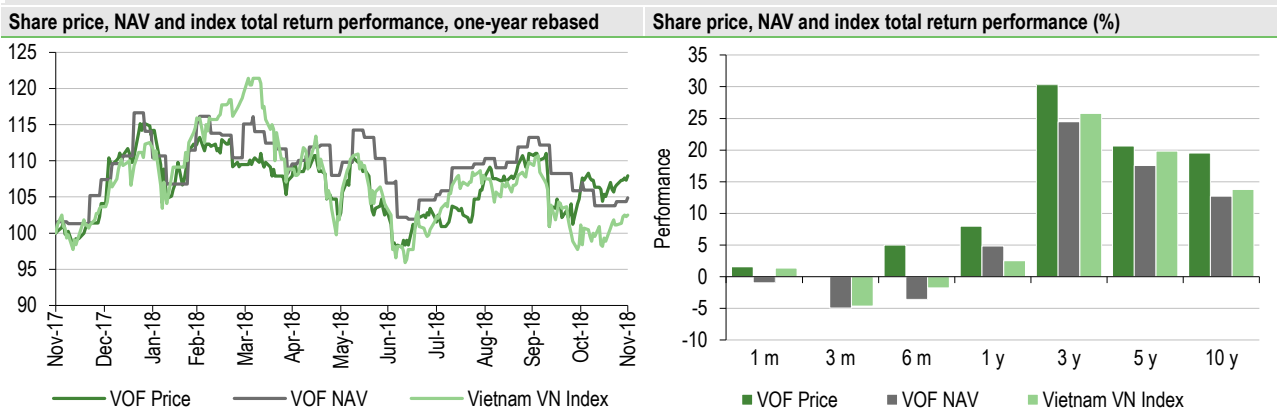 Share price, NAV and index total return performance, one-year rebased
125
120
115
110
105
100
95
90
Nov-17
Dec-17
Jan-18
Feb-18
Mar-18
Apr-18
May-18
Jun-18
Jul-18
Aug-18
Sep-18
Oct-18
Nov-18
VOF Price VOF NAV Vietnam VN Index
Share price, NAV and index total return performance (%)
Performance
35
30
25
20
15
10
5
0
-5
-10
1 m 3 m 6 m 1 y 3 y 5 y 10 y
VOF Price VOF NAV Vietnam VN Index